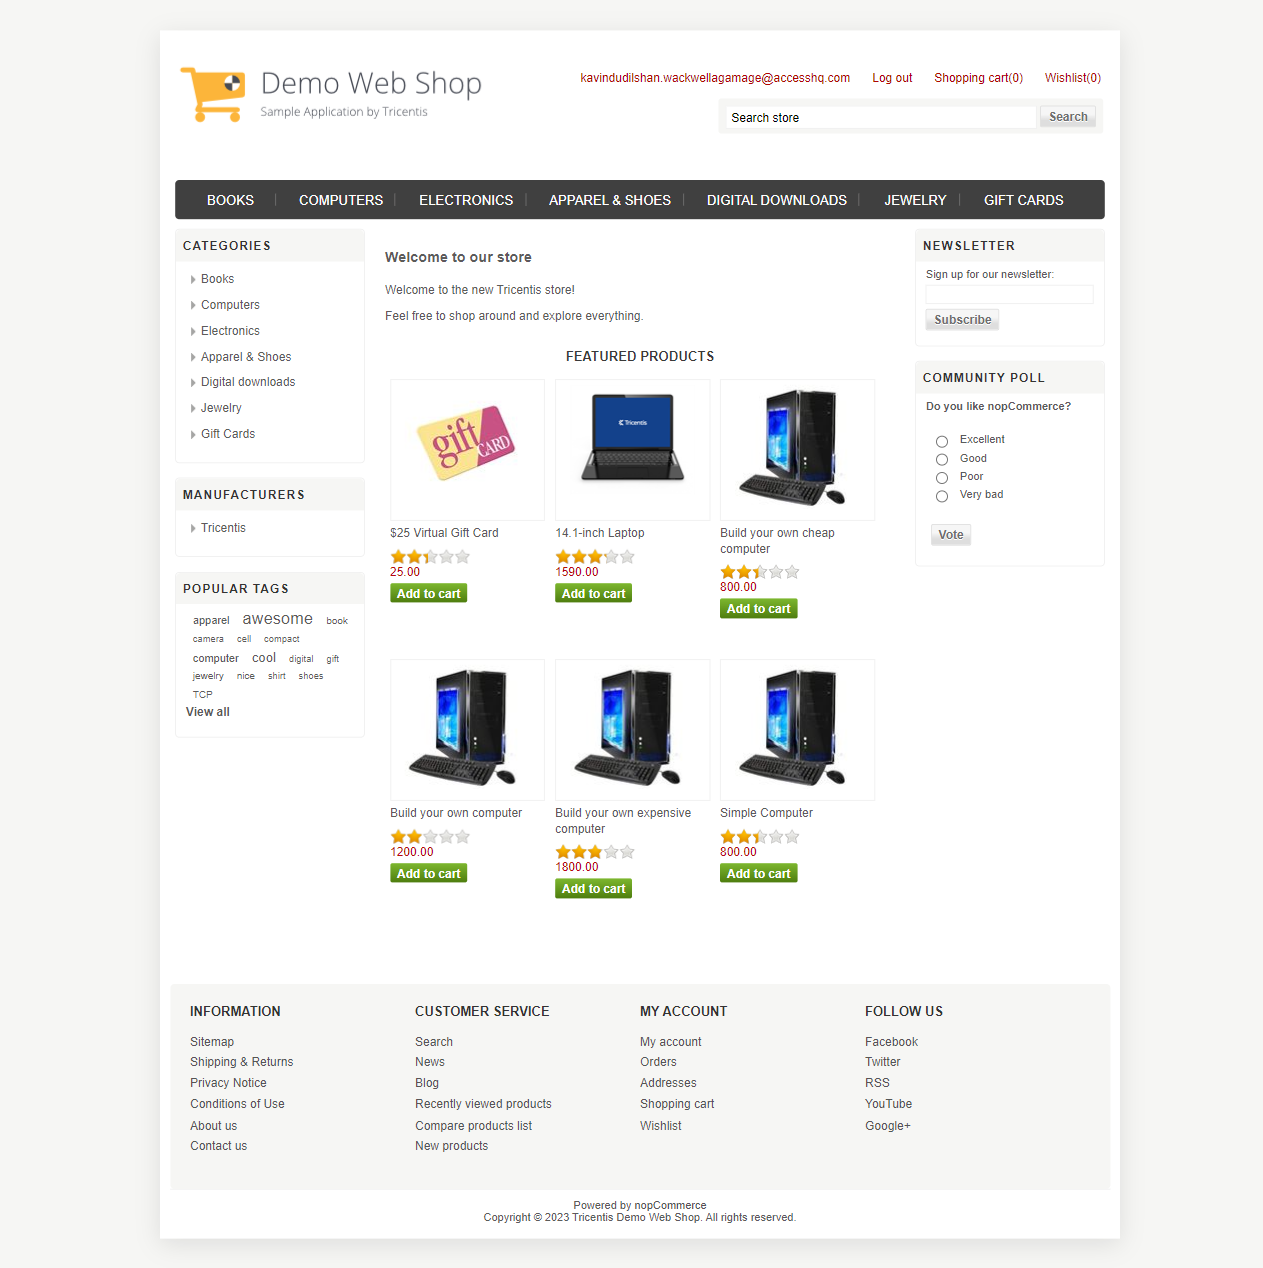 Demo Web Shop
Sample Application by Tricentis
kavindudilshan.wackwellagamage@accesshq.com Log out Shopping cart(0) Wishlist(0)
Search store Search
BOOKS COMPUTERS ELECTRONICS APPAREL & SHOES DIGITAL DOWNLOADS JEWELRY GIFT CARDS
CATEGORIES
Books
Computers
Electronics
Apparel & Shoes
Digital downloads
Jewelry
Gift Cards
MANUFACTURERS
Tricentis
POPULAR TAGS
apparel awesome book
camera cell compact
computer cool digital gift
jewelry nice shirt shoes
TCP
View all
Welcome to our store
Welcome to the new Tricentis store!
Feel free to shop around and explore everything.
FEATURED PRODUCTS
gift CARD
Tricentis
$25 Virtual Gift Card
25.00
Add to cart
14.1-inch Laptop
1590.00
Add to cart
Build your own cheap
computer
800.00
Add to cart
Build your own computer
1200.00
Add to cart
Build your own expensive
computer
1800.00
Add to cart
Simple Computer
800.00
Add to cart
NEWSLETTER
Sign up for our newsletter:
Subscribe
COMMUNITY POLL
Do you like nopCommerce?
Excellent
Good
Poor
Very bad
Vote
INFORMATION
Sitemap
Shipping & Returns
Privacy Notice
Conditions of Use
About us
Contact us
CUSTOMER SERVICE
Search
News
Blog
Recently viewed products
Compare products list
New products
MY ACCOUNT
My account
Orders
Addresses
Shopping cart
Wishlist
FOLLOW US
Facebook
Twitter
RSS
YouTube
Google+
Powered by nopCommerce
Copyright © 2023 Tricentis Demo Web Shop. All rights reserved.